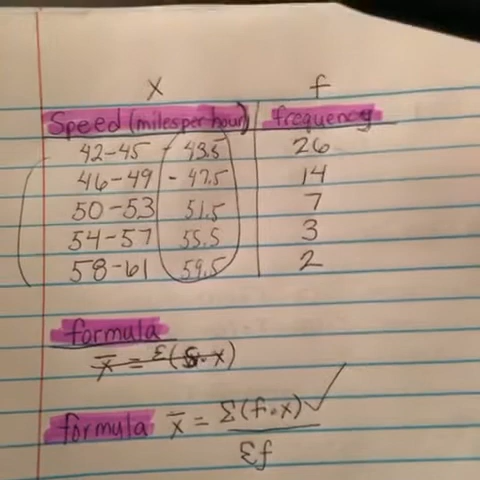 x f
Speed (miles per hour) frequency
42-45 - 43.5 26
46-49 - 47.5 14
50-53 51.5 7
54-57 55.5 3
58-61 59.5 2
formula
x̄ = Σ(f·x)
formula x̄ = Σ(f·x) ✓
Σf